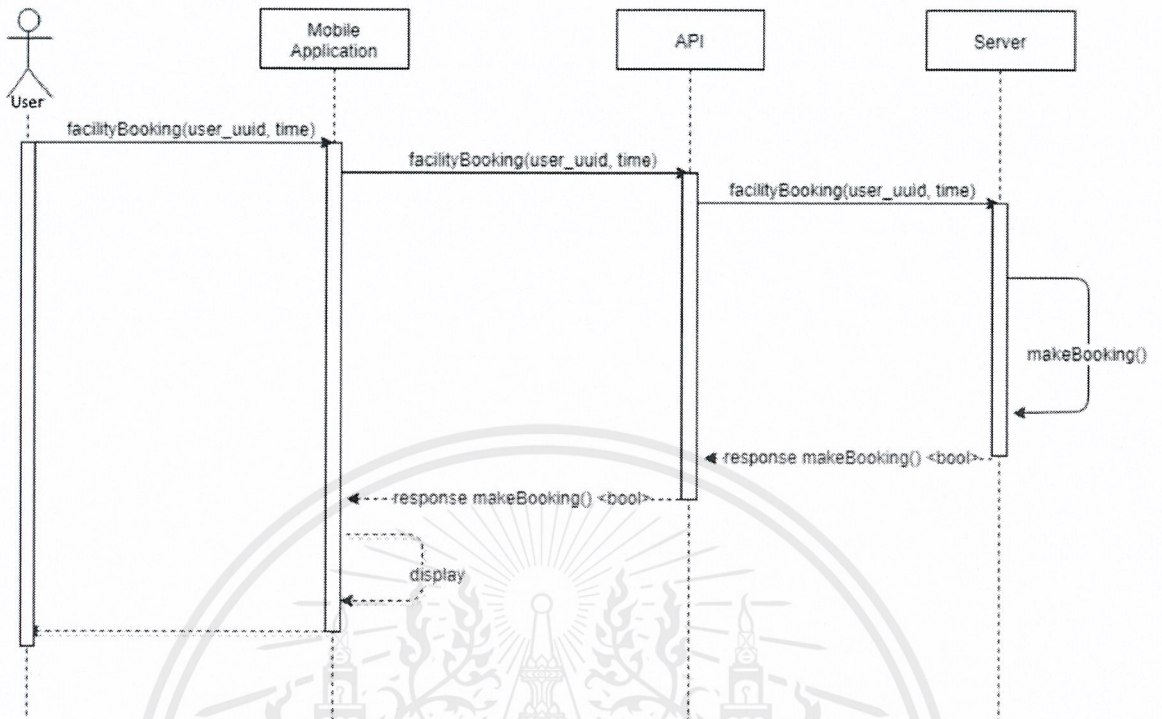 Mobile
Application
API
Server
User
facilityBooking(user_uuid, time)
facilityBooking(user_uuid, time)
facilityBooking(user_uuid, time)
makeBooking()
response makeBooking() <bool>
response makeBooking() <bool>
display